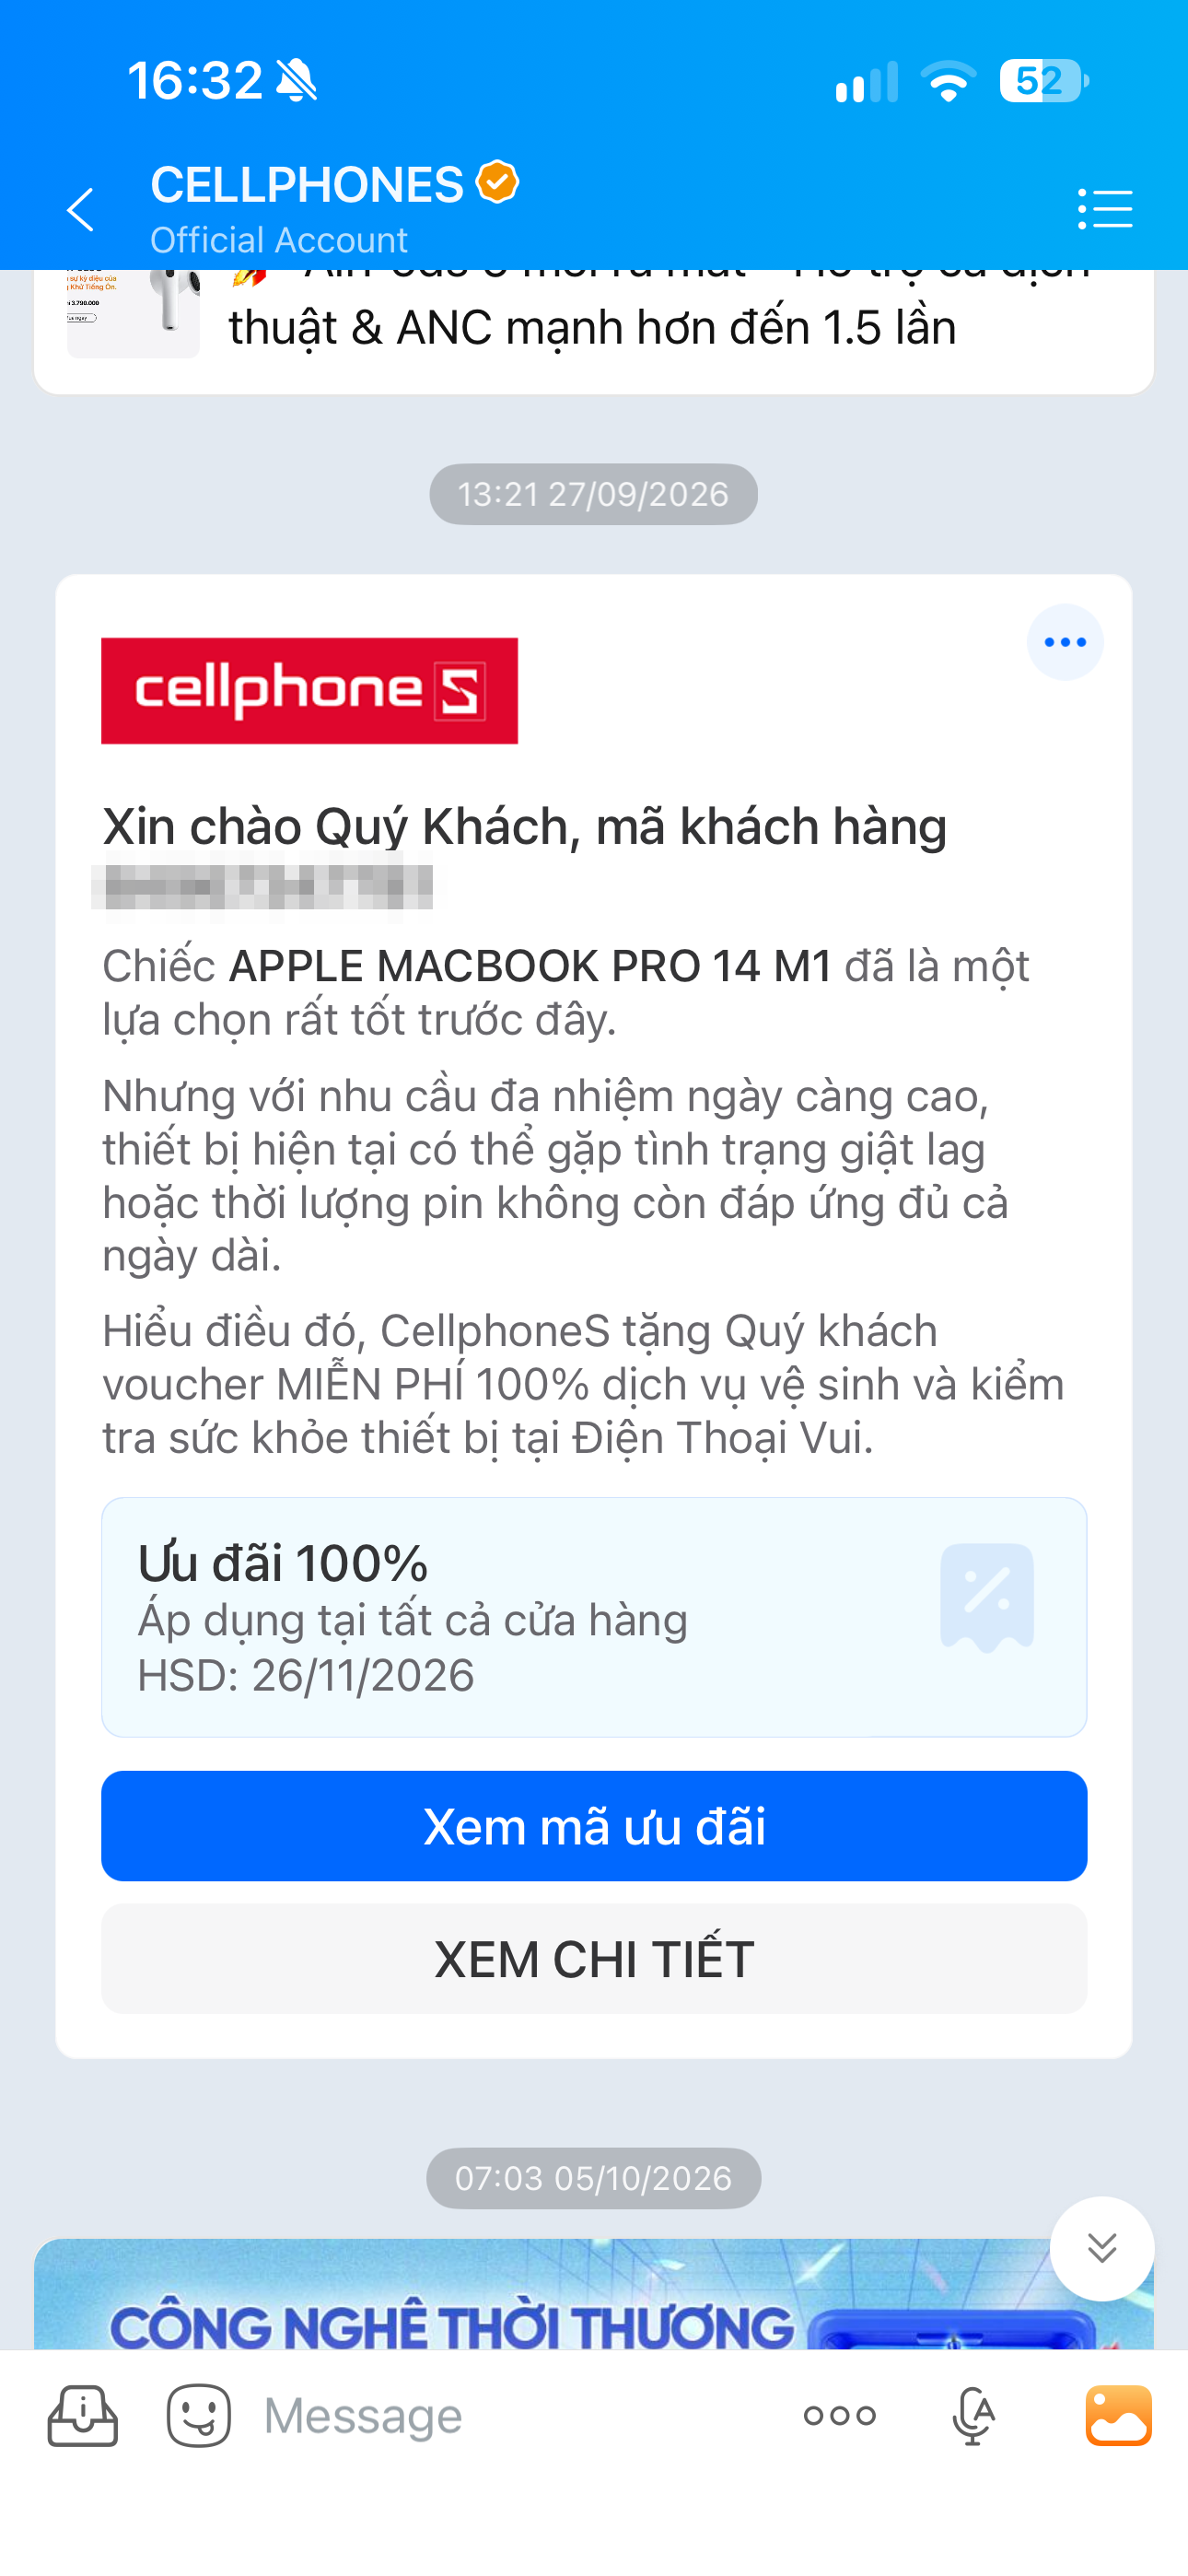 16:32
52
CELLPHONES
Official Account
thuật & ANC mạnh hơn đến 1.5 lần
13:21 27/09/2026
cellphoneS
Xin chào Quý Khách, mã khách hàng
Chiếc APPLE MACBOOK PRO 14 M1 đã là một
lựa chọn rất tốt trước đây.
Nhưng với nhu cầu đa nhiệm ngày càng cao,
thiết bị hiện tại có thể gặp tình trạng giật lag
hoặc thời lượng pin không còn đáp ứng đủ cả
ngày dài.
Hiểu điều đó, CellphoneS tặng Quý khách
voucher MIỄN PHÍ 100% dịch vụ vệ sinh và kiểm
tra sức khỏe thiết bị tại Điện Thoại Vui.
Ưu đãi 100%
Áp dụng tại tất cả cửa hàng
HSD: 26/11/2026
Xem mã ưu đãi
XEM CHI TIẾT
07:03 05/10/2026
CÔNG NGHỆ THỜI THƯỢNG
Message